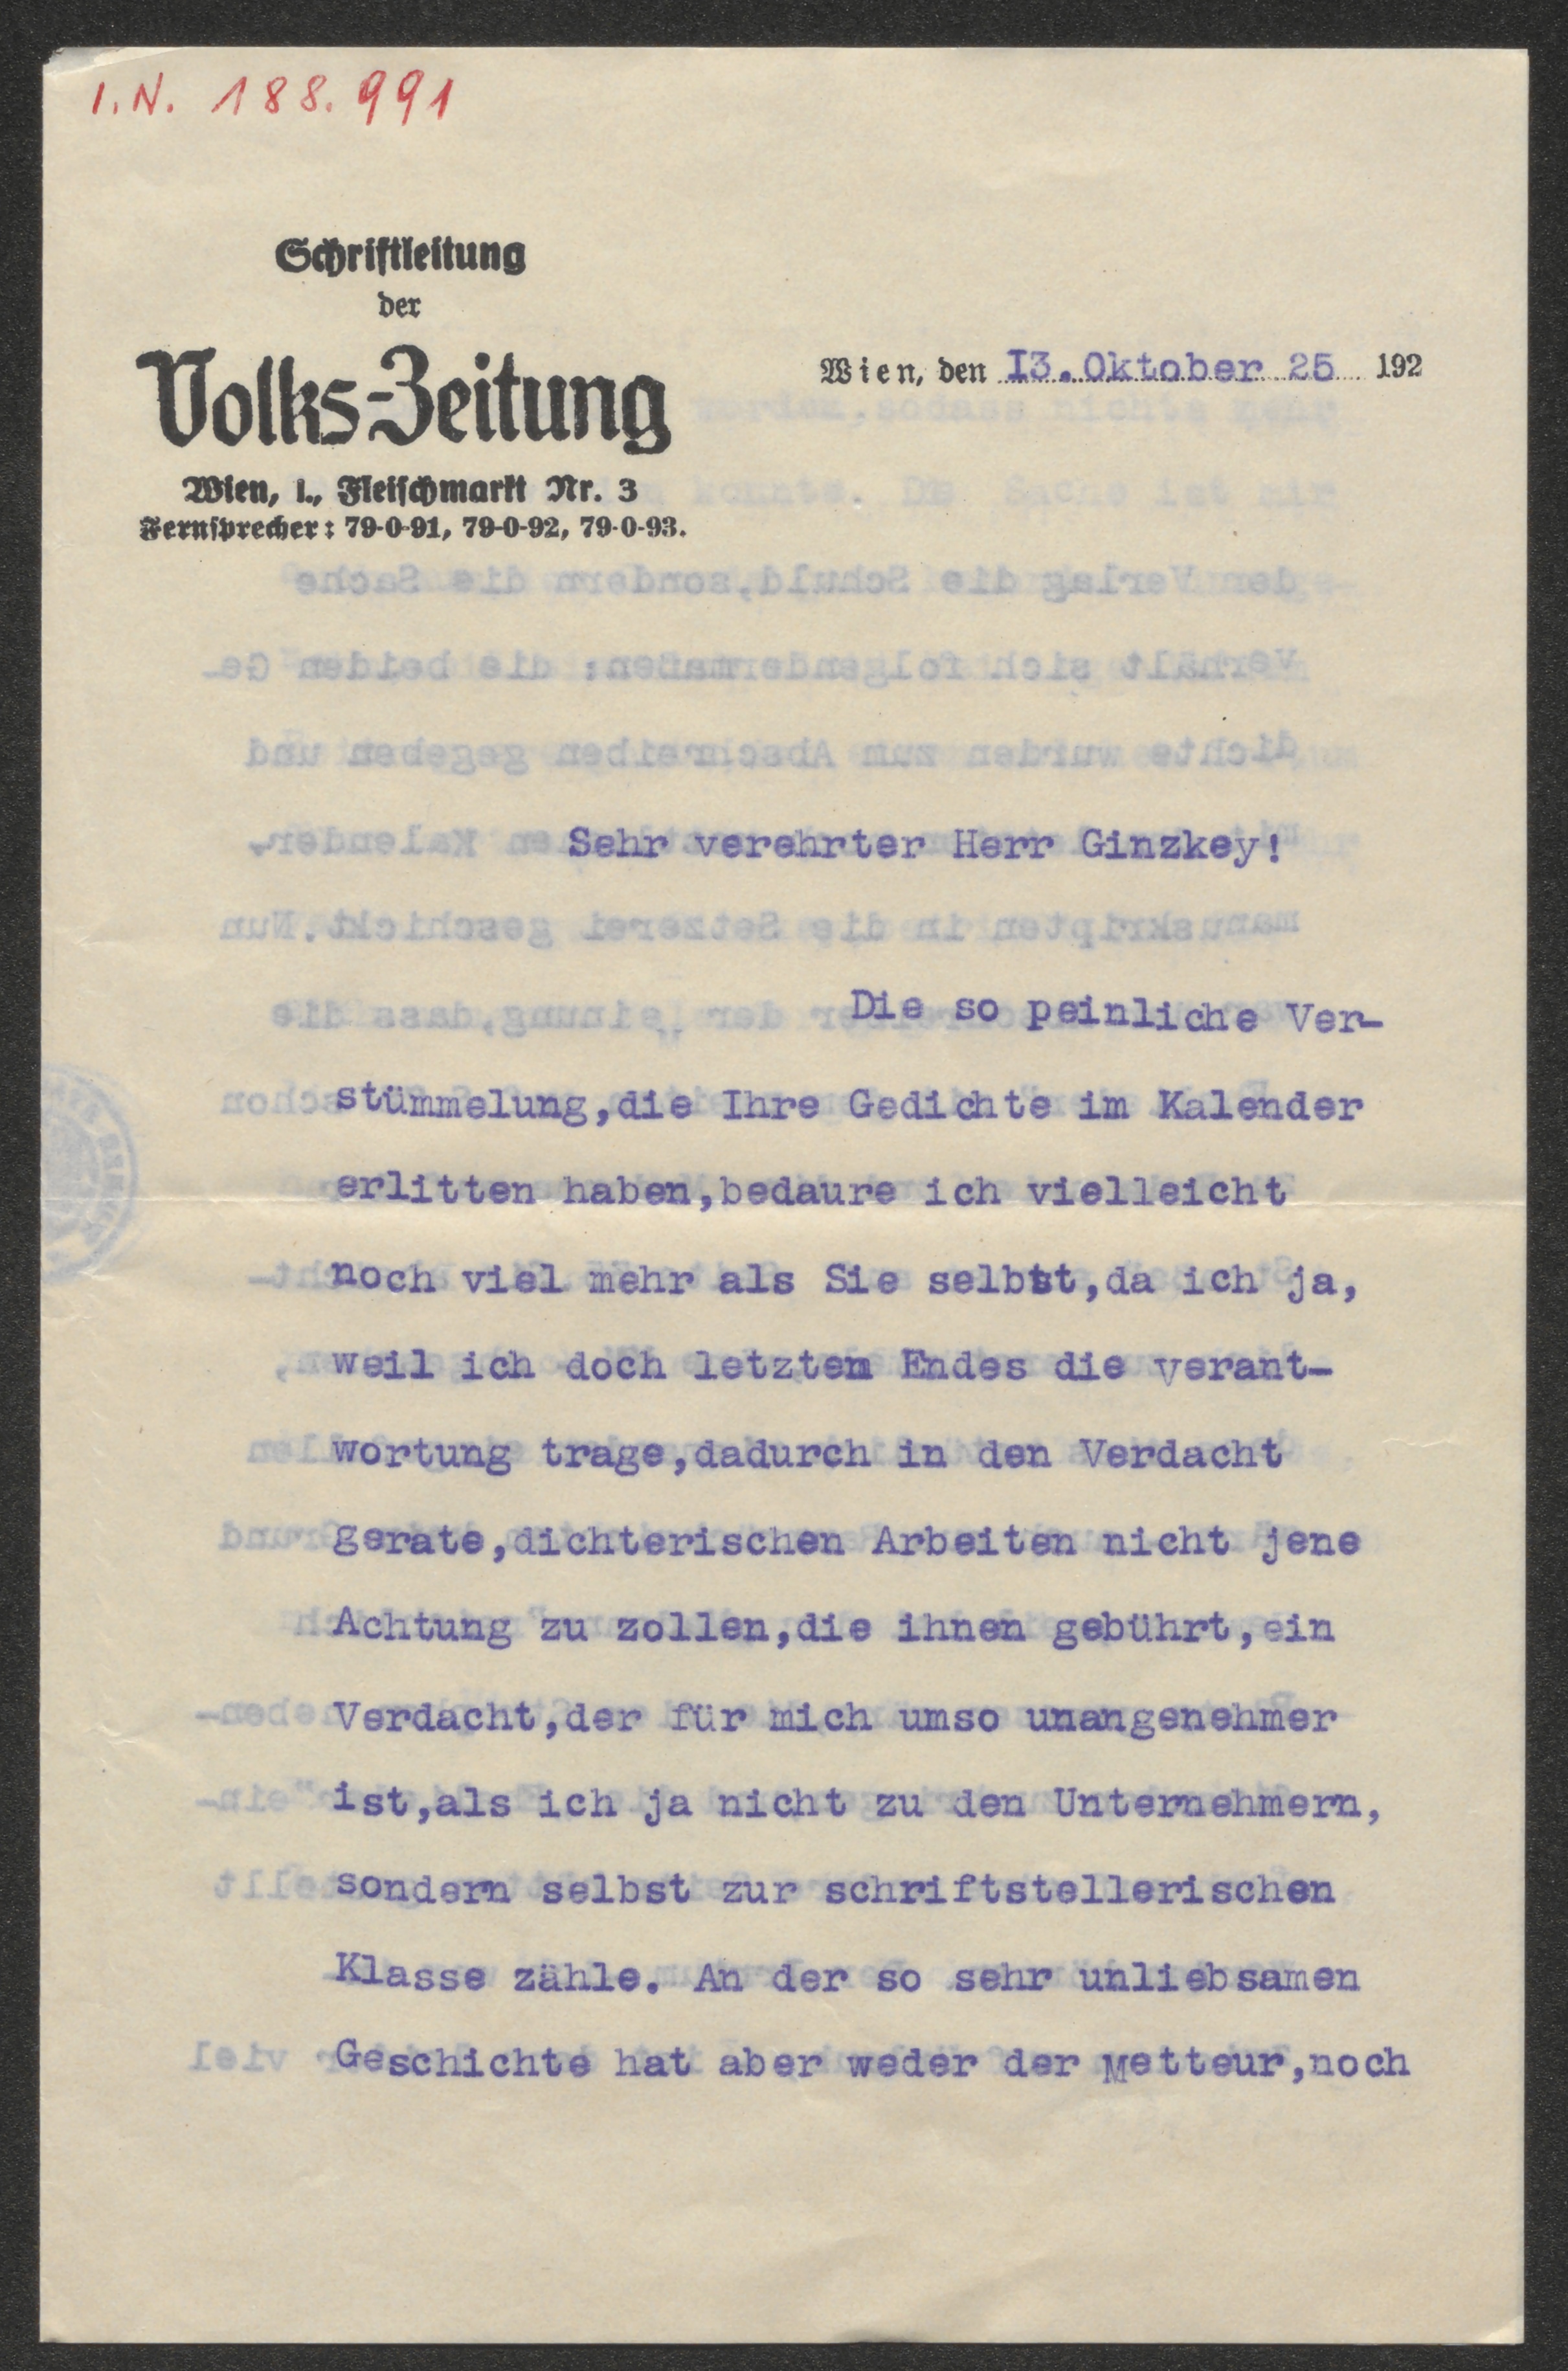 I.N. 188.991
Schriftleitung
der
Volks-Zeitung
Wien, I., Fleischmarkt Nr. 3
Fernsprecher: 79-0-91, 79-0-92, 79-0-93.
Wien, den I3.Oktober 25 192
Sehr verehrter Herr Ginzkey!
Die so peinliche Ver-
stümmelung,die Ihre Gedichte im Kalender
erlitten haben,bedaure ich vielleicht
noch viel mehr als Sie selbst,da ich ja,
weil ich doch letzten Endes die verant-
wortung trage,dadurch in den Verdacht
gerate,dichterischen Arbeiten nicht jene
Achtung zu zollen,die ihnen gebührt,ein
Verdacht,der für mich umso unangenehmer
ist,als ich ja nicht zu den Unternehmern,
sondern selbst zur schriftstellerischen
Klasse zähle. An der so sehr unliebsamen
Geschichte hat aber weder der Metteur,noch